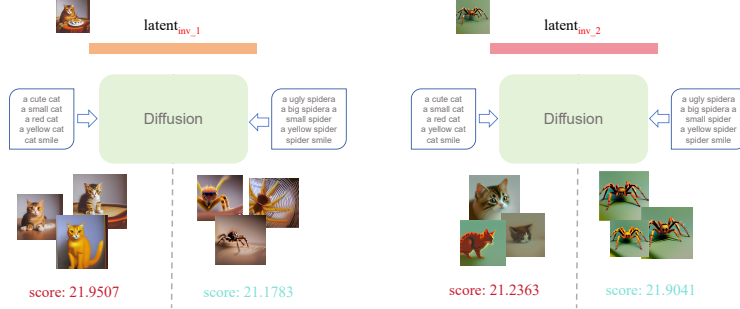 latentinv_1
a cute cat
a small cat
a red cat
a yellow cat
cat smile
Diffusion
a ugly spidera
a big spidera a
small spider
a yellow spider
spider smile
score: 21.9507
score: 21.1783
latentinv_2
a cute cat
a small cat
a red cat
a yellow cat
cat smile
Diffusion
a ugly spidera
a big spidera a
small spider
a yellow spider
spider smile
score: 21.2363
score: 21.9041